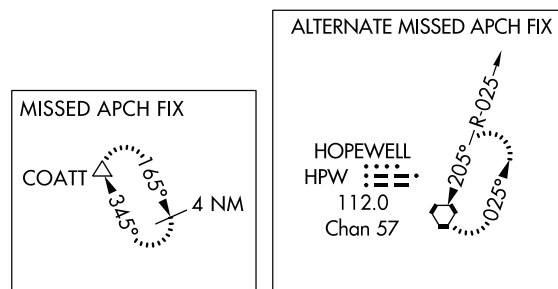 MISSED APCH FIX
COATT
165°
345°
4 NM
ALTERNATE MISSED APCH FIX
R-025
205°
025°
HOPEWELL
HPW
112.0
Chan 57